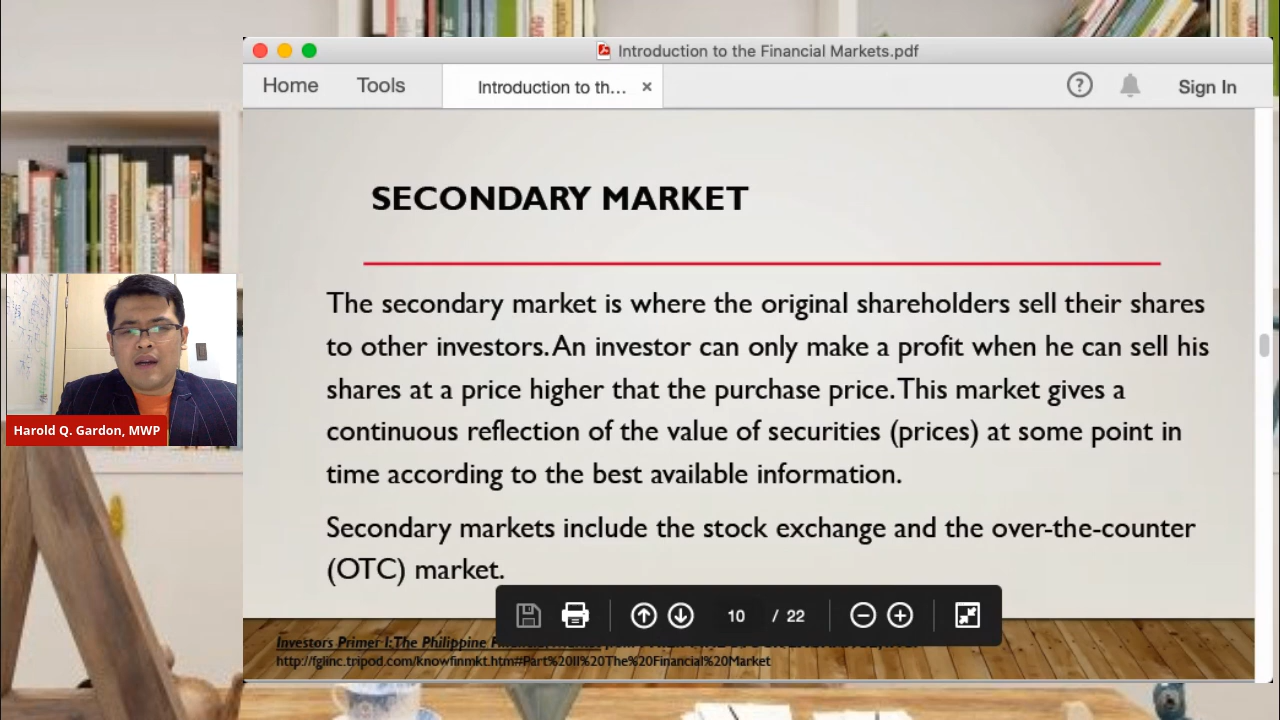 Introduction to the Financial Markets.pdf
Home Tools Introduction to th... × ? Sign In
SECONDARY MARKET
The secondary market is where the original shareholders sell their shares
to other investors. An investor can only make a profit when he can sell his
shares at a price higher that the purchase price. This market gives a
continuous reflection of the value of securities (prices) at some point in
time according to the best available information.
Harold Q. Gardon, MWP
Secondary markets include the stock exchange and the over-the-counter
(OTC) market.
10 / 22
Investors Primer I: The Philippine
http://fglinc.tripod.com/knowfinmkt.htm#Part%20II%20The%20Financial%20Market